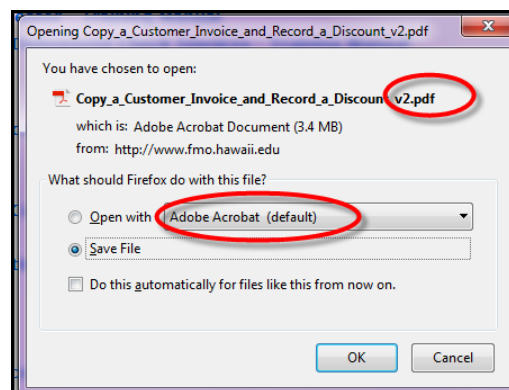 Opening Copy_a_Customer_Invoice_and_Record_a_Discount_v2.pdf
You have chosen to open:
Copy_a_Customer_Invoice_and_Record_a_Discount_v2.pdf
which is: Adobe Acrobat Document (3.4 MB)
from: http://www.fmo.hawaii.edu
What should Firefox do with this file?
Open with Adobe Acrobat (default)
Save File
Do this automatically for files like this from now on.
OK Cancel